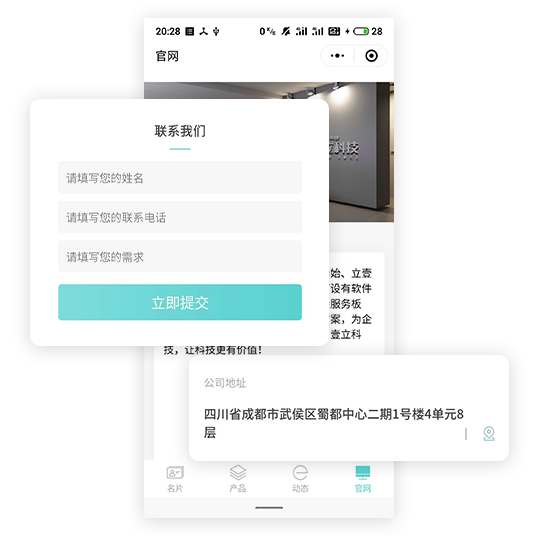 20:28
0 K/s
28
官网
联系我们
立科技
请填写您的姓名
请填写您的联系电话
请填写您的需求
立即提交
始、立壹
设有软件
服务板
案，为企
壹立科
技，让科技更有价值！
公司地址
四川省成都市武侯区蜀都中心二期1号楼4单元8
层
名片
产品
动态
官网